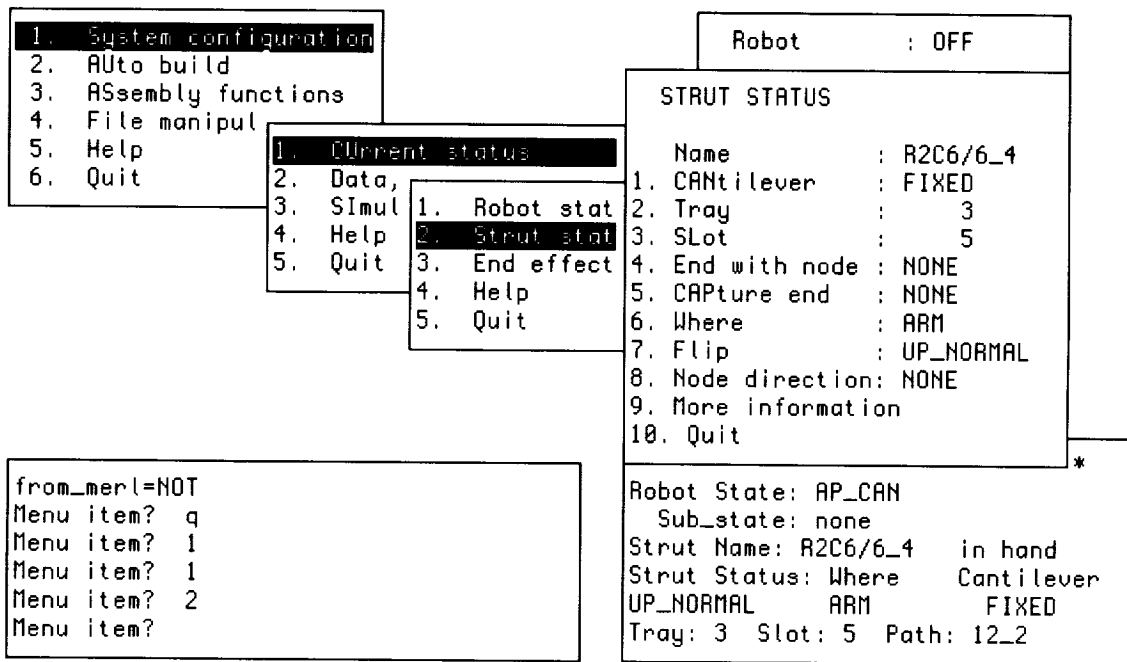 1. System configuration
2. AUto build
3. ASsembly functions
4. File manipul
5. Help
6. Quit
1. CUrrent status
2. Data,
3. SImul
4. Help
5. Quit
1. Robot stat
2. Strut stat
3. End effect
4. Help
5. Quit
Robot : OFF
STRUT STATUS
Name : R2C6/6_4
1. CANtilever : FIXED
2. Tray : 3
3. SLot : 5
4. End with node : NONE
5. CAPture end : NONE
6. Where : ARM
7. Flip : UP_NORMAL
8. Node direction: NONE
9. More information
10. Quit
from_merl=NOT
Menu item? q
Menu item? 1
Menu item? 1
Menu item? 2
Menu item?
*
Robot State: AP_CAN
Sub_state: none
Strut Name: R2C6/6_4 in hand
Strut Status: Where Cantilever
UP_NORMAL ARM FIXED
Tray: 3 Slot: 5 Path: 12_2